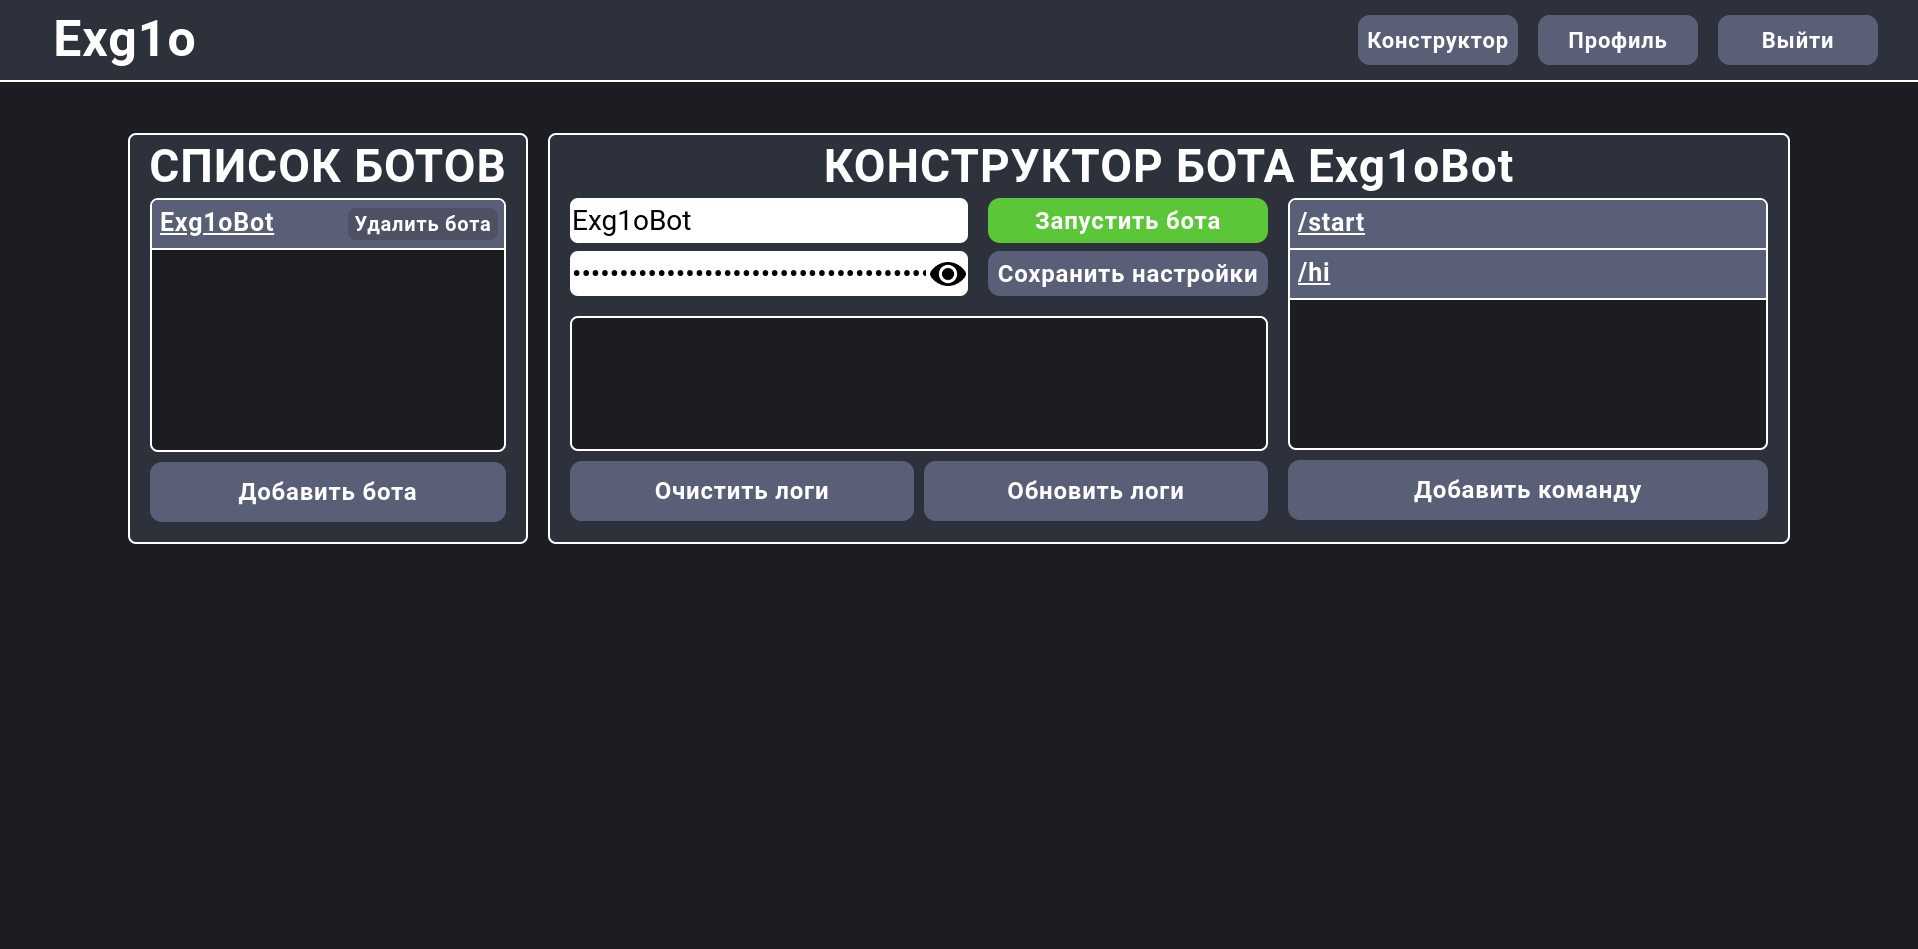 Exg1o
Конструктор
Профиль
Выйти
СПИСОК БОТОВ
Exg1oBot
Удалить бота
Добавить бота
КОНСТРУКТОР БОТА Exg1oBot
Exg1oBot
Запустить бота
Сохранить настройки
Очистить логи
Обновить логи
/start
/hi
Добавить команду